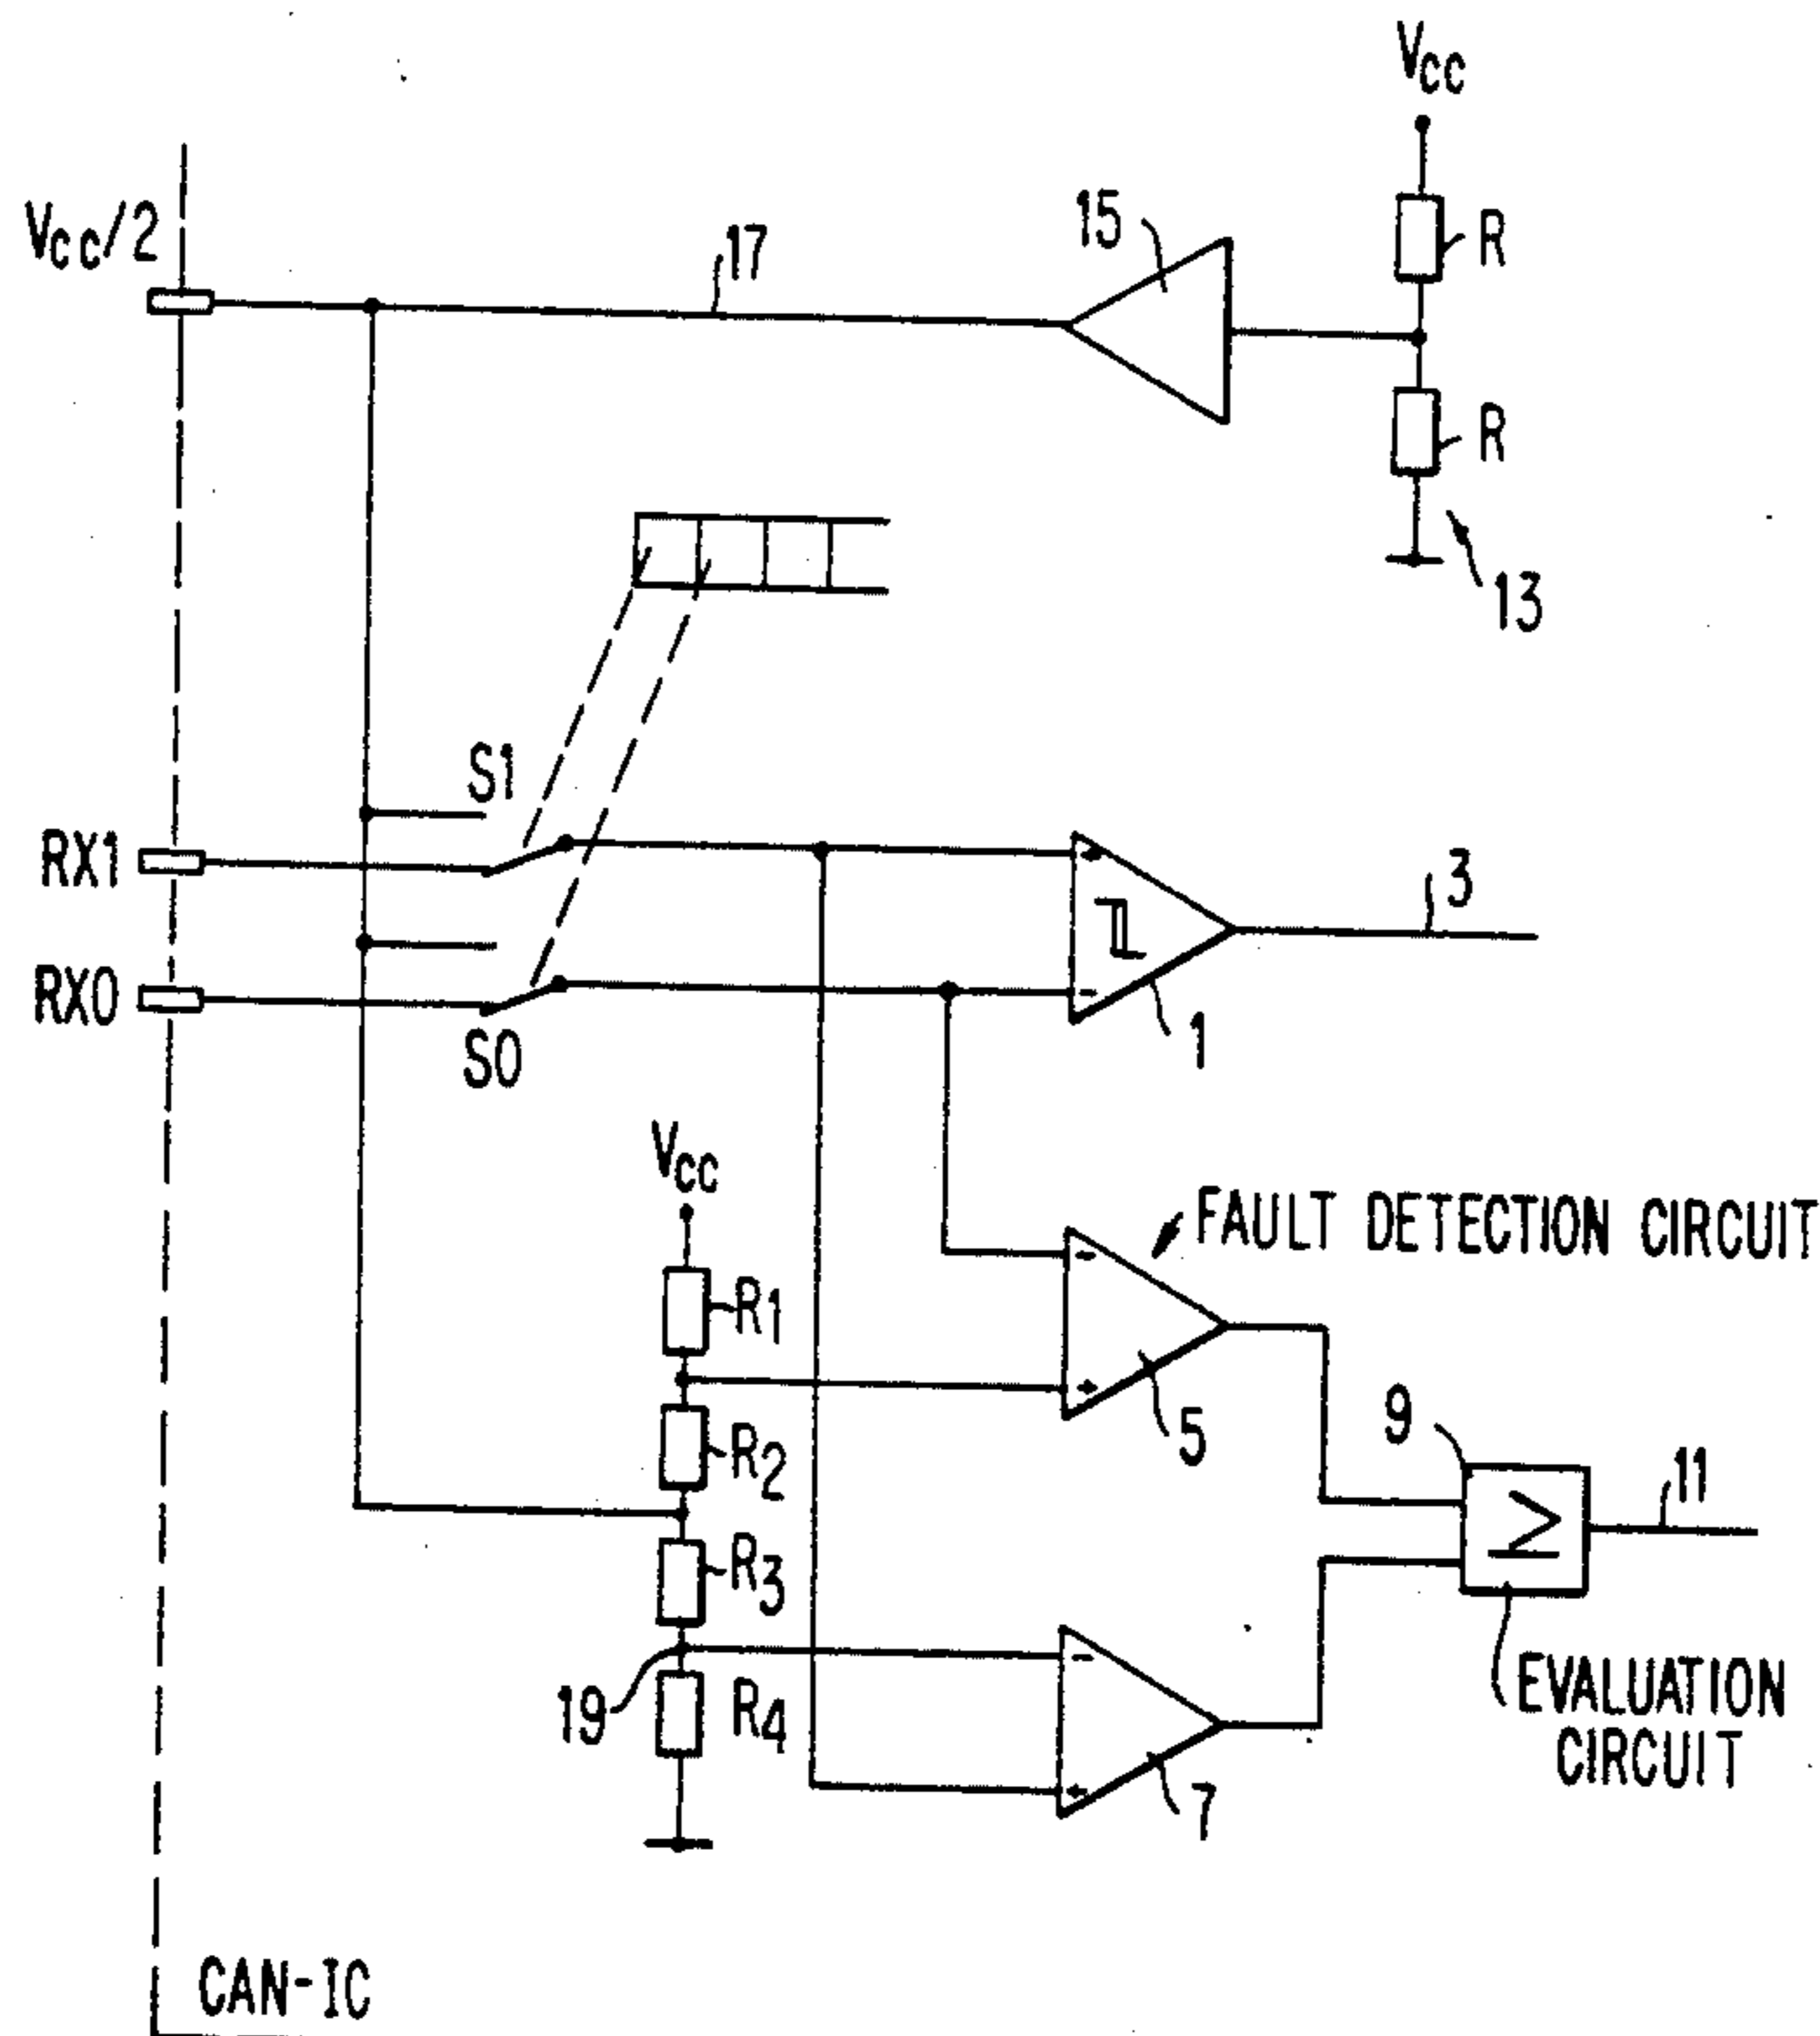 Vcc
Vcc/2
17
15
R
R
13
S1
RX1
+
3
RX0
-
1
S0
Vcc
FAULT DETECTION CIRCUIT
-
R1
+
5
9
R2
11
≥
R3
-
19
R4
EVALUATION
CIRCUIT
+
7
CAN-IC